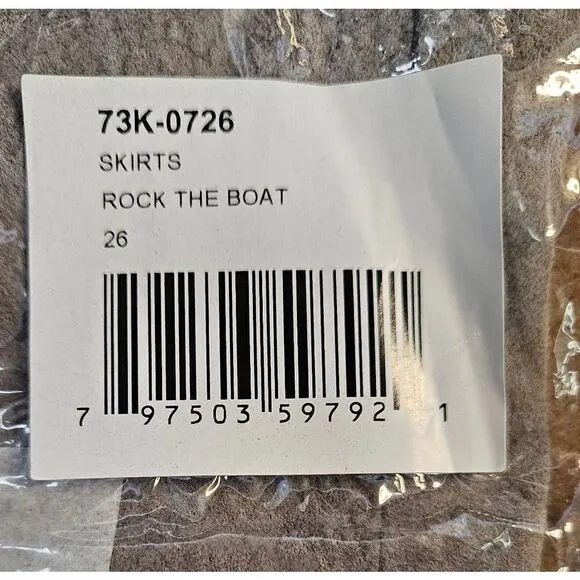 73K-0726
SKIRTS
ROCK THE BOAT
26
7 97503 59792 1